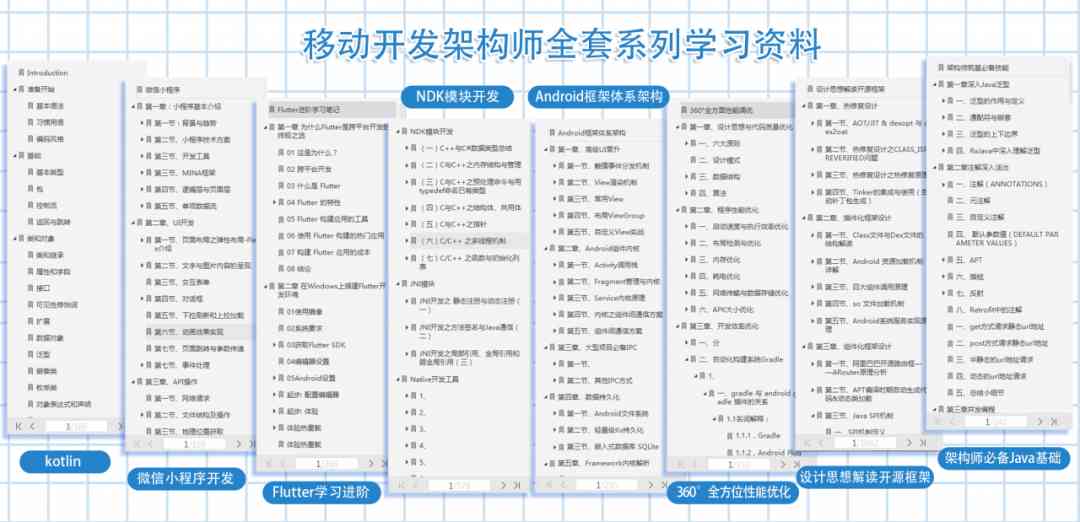 移动开发架构师全套系列学习资料
Introduction
准备开始
基本语法
习惯用语
编码风格
基础
基本类型
包
控制流
返回与跳转
类和对象
类和继承
属性和字段
接口
可见性修饰词
扩展
数据对象
泛型
嵌套类
枚举类
对象表达式和声明
kotlin
微信小程序
第一章：小程序基本介绍
第一节：背景与趋势
第二节、小程序技术方案
第三节、开发工具
第三节、MINA框架
第四节、逻辑层与页面层
第五节、单项数据流
第二章、UI开发
第一节、页面布局之弹性布局-Fle
x介绍
第二节、文本与图片内容的呈现
第三节、交互表单
第四节、对话框
第五节、下拉刷新和上拉加载
第六节、动画效果实现
第七节、页面跳转与参数传递
第七节、事件处理
第三章、API操作
第一节、网络请求
第二节、文件结构及操作
第三节、地理位置获取
微信小程序开发
Flutter进阶学习笔记
第一章 为什么Flutter是跨平台开发的
终极之选
01 这是为什么？
02 跨平台开发
03 什么是 Flutter
04 Flutter 的特性
05 Flutter 构建应用的工具
06 使用 Flutter 构建的热门应用
07 构建 Flutter 应用的成本
08 结论
第二章 在Windows上搭建Flutter开
发环境
01使用镜像
02系统要求
03获取Flutter SDK
04编辑器设置
05Android设置
起步: 配置编辑器
起步: 体验
体验热重载
体验热重载
Flutter学习进阶
NDK模块开发
NDK模块开发
（一）C++与C#数据类型总结
（二）C与C++之内存结构与管理
（三）C与C++之预处理命令与用
typedef命名已有类型
（四）C与C++之结构体、共用体
（五）C与C++之指针
（六）C/C++ 之多线程机制
（七）C/C++ 之函数与初始化列
表
JNI模块
JNI开发之 静态注册与动态注册（
一）
JNI开发之方法签名与Java通信（
二）
JNI开发之局部引用、全局引用和
弱全局引用（三）
Native开发工具
1、
2、
3、
4、
5、
Android框架体系架构
Android框架体系架构
第一章、高级UI晋升
第一节、触摸事件分发机制
第二节、View渲染机制
第三节、常用View
第四节、布局ViewGroup
第五节、自定义View实战
第二章、Android组件内核
第一节、Activity调用栈
第二节、Fragment管理与内核
第三节、Service内核原理
第四节、内核之组件间通信方案
第五节、组件间通信方案
第三章、大型项目必备IPC
第一节、
第二节、其他IPC方式
第四章、数据持久化
第一节、Android文件系统
第二节、轻量级Kv持久化
第三节、嵌入式数据库 SQLite
第五章、Framework内核解析
360°全方面性能调优
第一章、设计思想与代码质量优化
一、六大原则
二、设计模式
三、数据结构
四、算法
第二章、程序性能优化
一、启动速度与执行效率优化
二、布局检测与优化
三、内存优化
四、耗电优化
五、网络传输与数据存储优化
六、APK大小优化
第三章、开发效率优化
一、分
二、自动化构建系统Gradle
1、
一、gradle 与 android g
adle 插件的关系
1.1名词解释：
1.1.1、Gradle
1.1.2、Android Plu
360°全方位性能优化
设计思想解读开源框架
第一章、热修复设计
第一节、AOT/JIT & dexopt 与 d
ex2oat
第二节、热修复设计之CLASS_ISP
REVERIFIED问题
第三节、热修复设计之热修复原理
第四节、Tinker的集成与使用（自
动补丁包生成）
第二章、插件化框架设计
第一节、Class文件与Dex文件的
结构解读
第二节、Android 资源加载机制
详解
第三节、四大组件调用原理
第四节、so 文件加载机制
第五节、Android系统服务实现原
理
第三章、组件化框架设计
第一节、阿里巴巴开源路由框—
—ARouter原理分析
第二节、APT编译时期自动生成代
码&动态类加载
第三节、Java SPI机制
一、SPI机制定义
设计思想解读开源框架
架构师筑基必备技能
第一章深入Java泛型
一、泛型的作用与定义
二、通配符与嵌套
三、泛型的上下边界
四、RxJava中深入理解泛型
第二章注解深入浅出
一、注解（ANNOTATIONS）
二、元注解
三、自定义注解
四、 默认参数值（DEFAULT PAR
AMETER VALUES）
五、APT
六、插桩
七、反射
八、Retrofit中的注解
一、get方式请求静态url地址
二、post方式请求静态url地址
三、半静态的url地址请求
四、动态的url地址请求
五、总结小细节
第三章并发编程
架构师必备Java基础